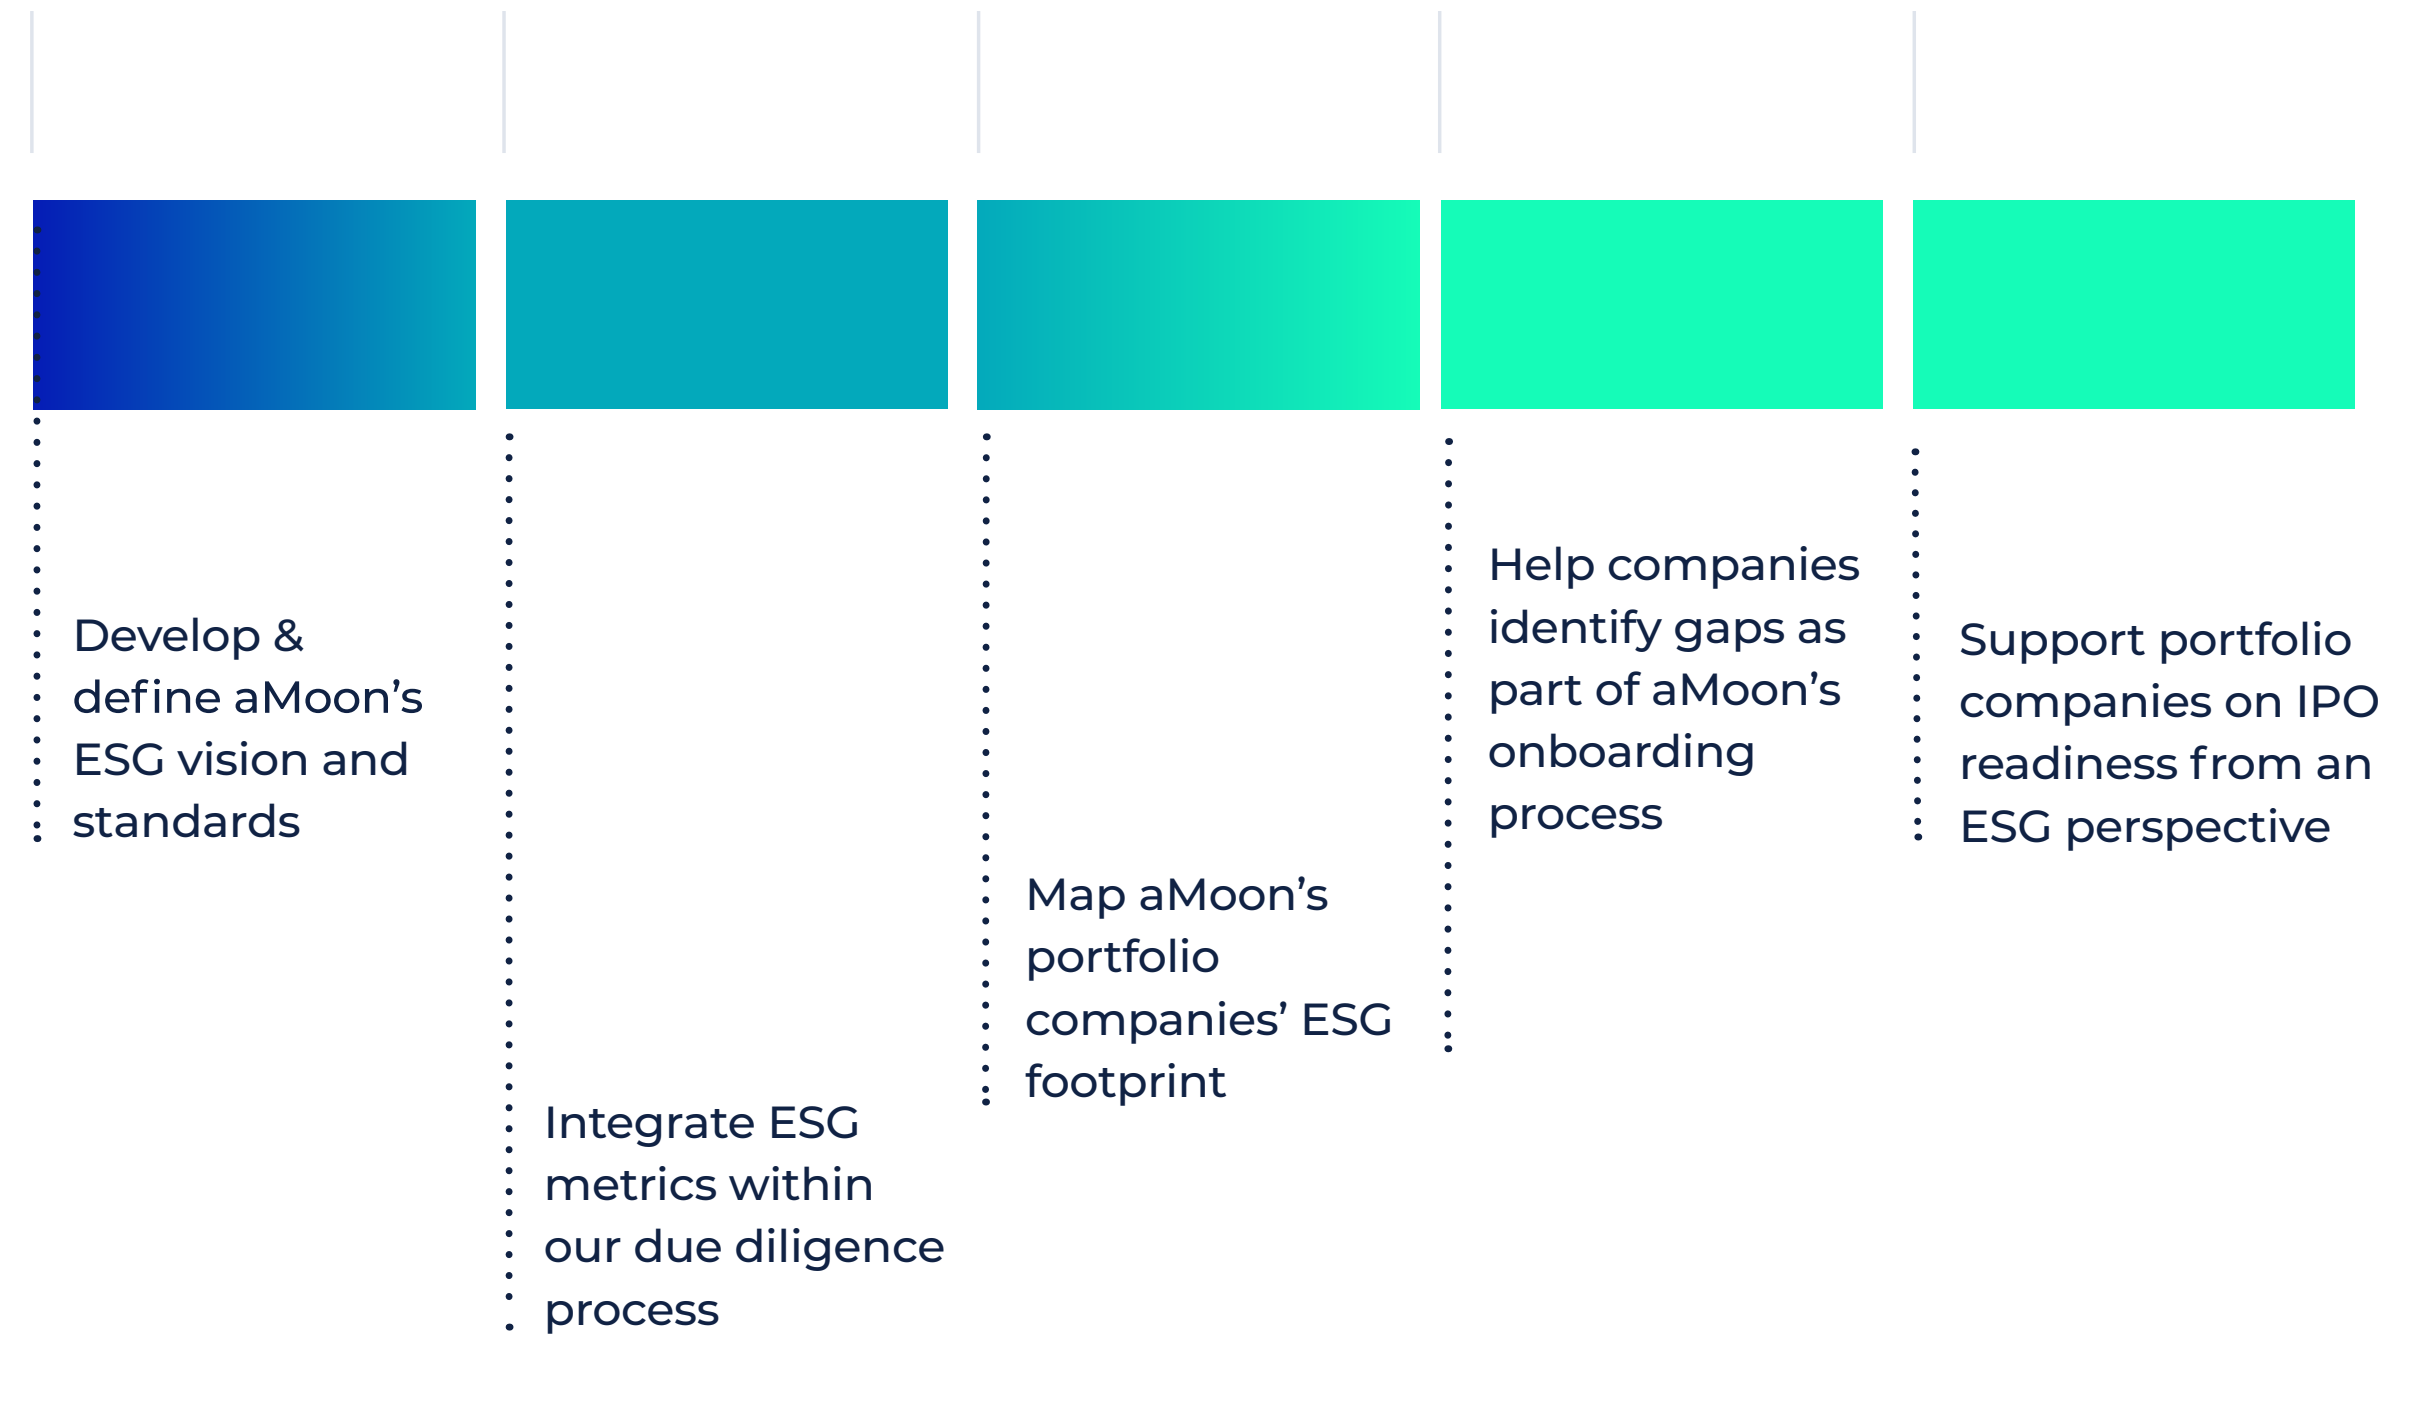 Develop &
define aMoon’s
ESG vision and
standards
Integrate ESG
metrics within
our due diligence
process
Map aMoon’s
portfolio
companies’ ESG
footprint
Help companies
identify gaps as
part of aMoon’s
onboarding
process
Support portfolio
companies on IPO
readiness from an
ESG perspective